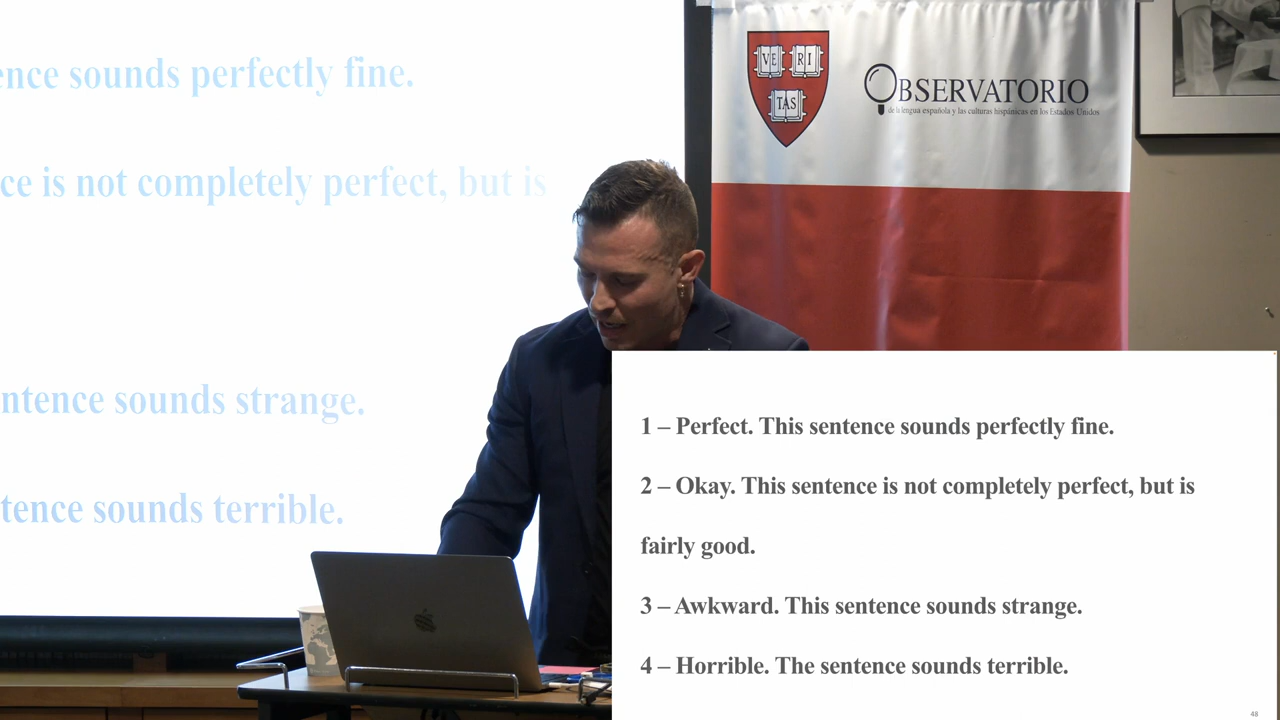 ence sounds perfectly fine.
ce is not completely perfect, but is
ntence sounds strange.
tence sounds terrible.
VE RI
TAS
OBSERVATORIO
de la lengua española y las culturas hispánicas en los Estados Unidos
1 – Perfect. This sentence sounds perfectly fine.
2 – Okay. This sentence is not completely perfect, but is
fairly good.
3 – Awkward. This sentence sounds strange.
4 – Horrible. The sentence sounds terrible.
48